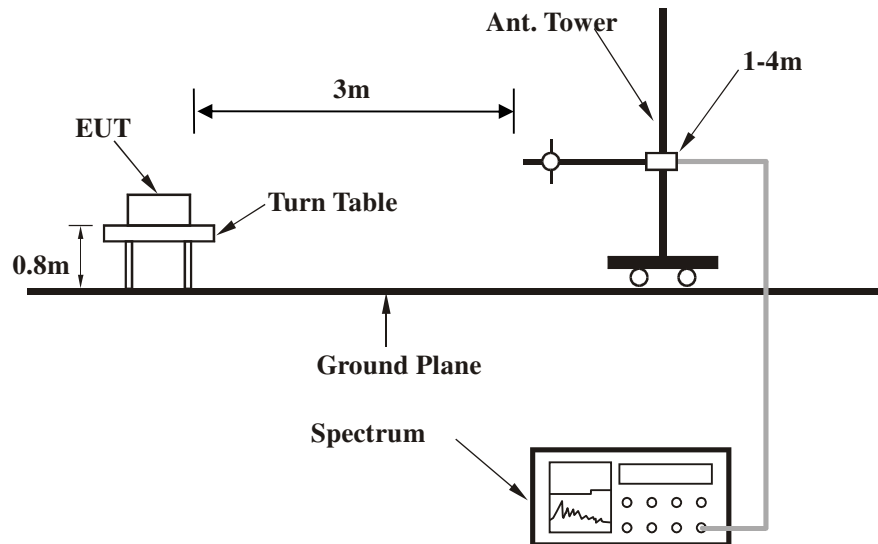 Ant. Tower
1-4m
3m
EUT
Turn Table
0.8m
Ground Plane
Spectrum